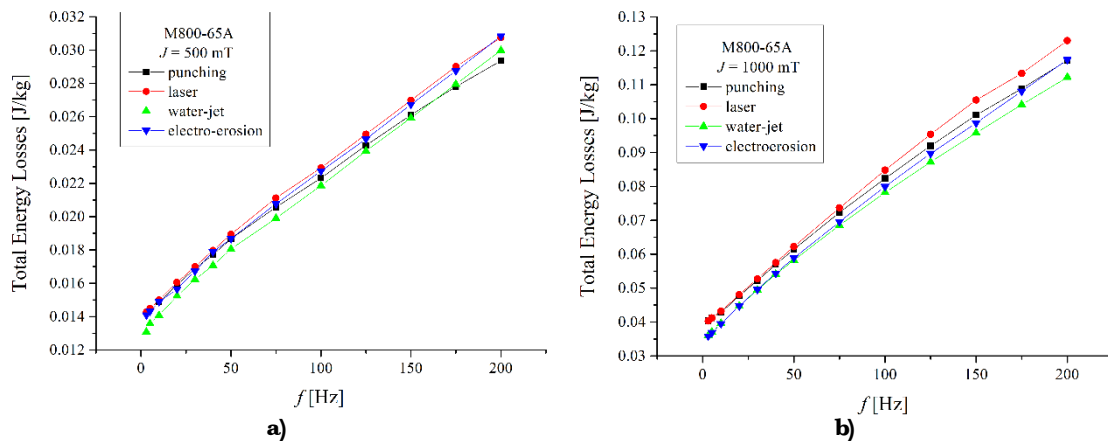 0.032
0.030
0.028
0.026
0.024
0.022
0.020
0.018
0.016
0.014
0.012
Total Energy Losses [J/kg]
M800-65A
J = 500 mT
punching
laser
water-jet
electro-erosion
0
50
100
150
200
f [Hz]
a)
0.13
0.12
0.11
0.10
0.09
0.08
0.07
0.06
0.05
0.04
0.03
Total Energy Losses [J/kg]
M800-65A
J = 1000 mT
punching
laser
water-jet
electroerosion
0
50
100
150
200
f [Hz]
b)